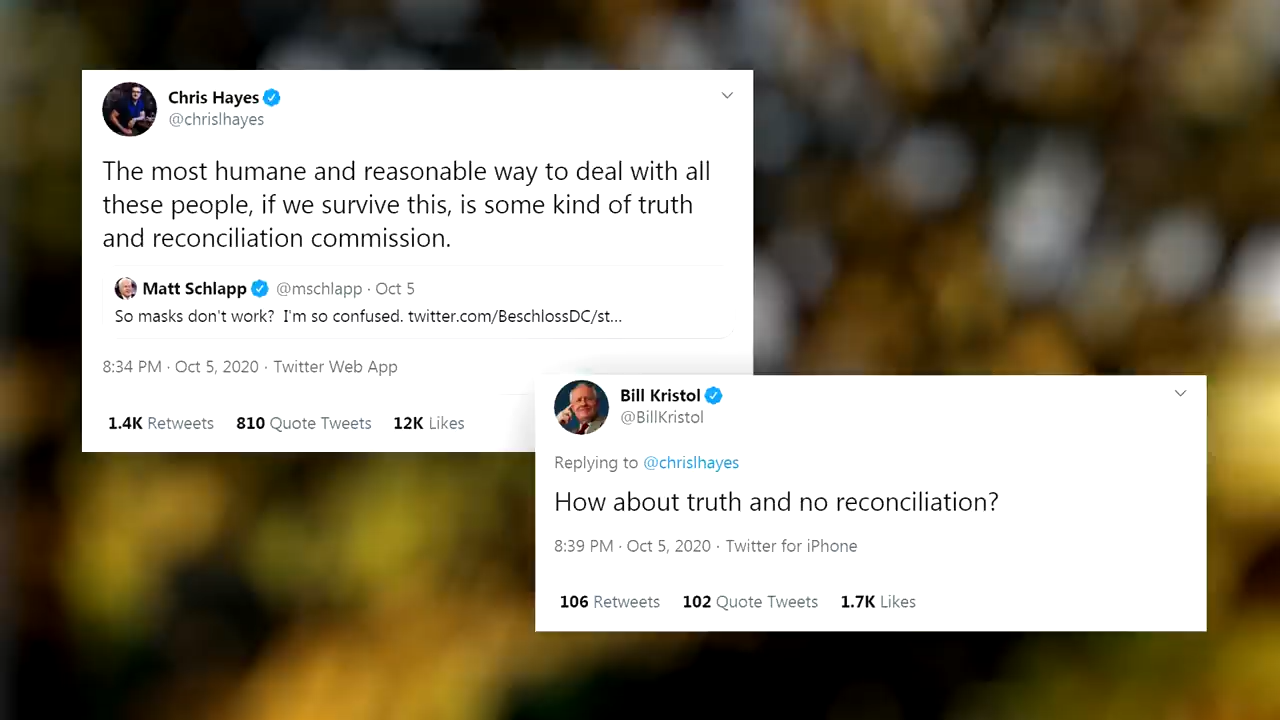 Chris Hayes
@chrislhayes
The most humane and reasonable way to deal with all
these people, if we survive this, is some kind of truth
and reconciliation commission.
Matt Schlapp @mschlapp · Oct 5
So masks don't work?  I'm so confused. twitter.com/BeschlossDC/st...
8:34 PM · Oct 5, 2020 · Twitter Web App
1.4K Retweets 810 Quote Tweets 12K Likes
Bill Kristol
@BillKristol
Replying to @chrislhayes
How about truth and no reconciliation?
8:39 PM · Oct 5, 2020 · Twitter for iPhone
106 Retweets 102 Quote Tweets 1.7K Likes